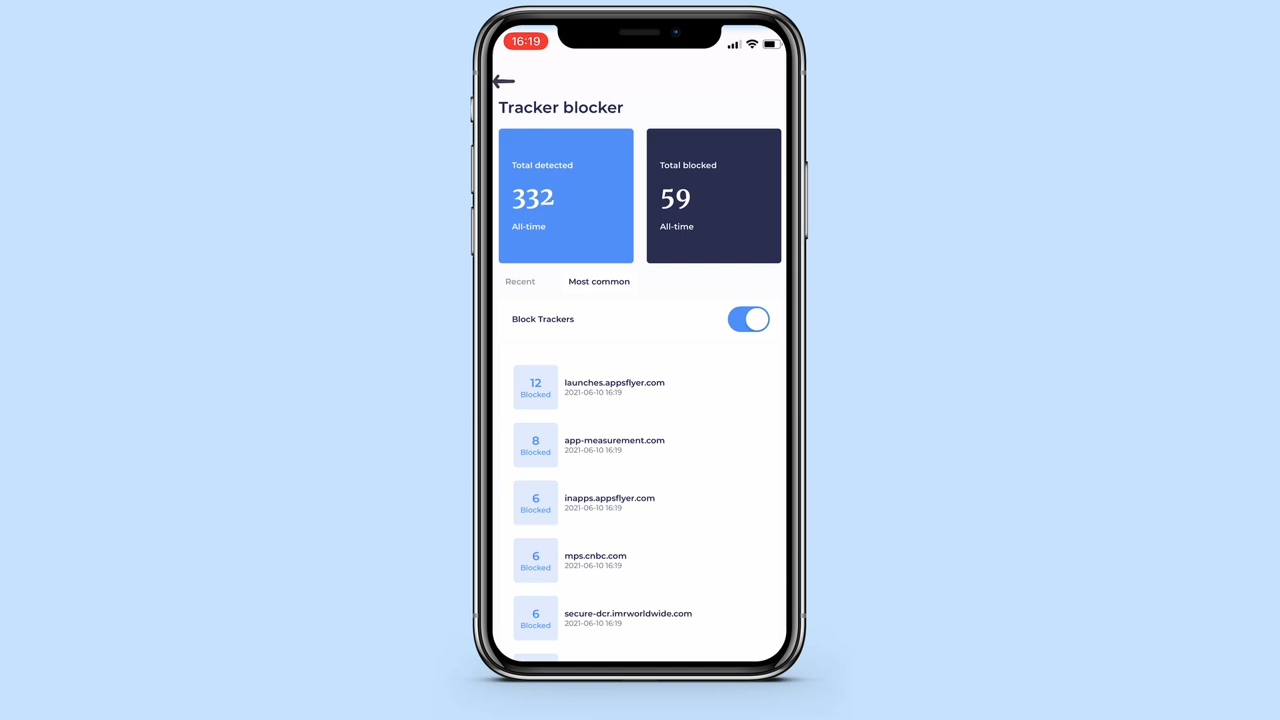 16:19
Tracker blocker
Total detected
332
All-time
Total blocked
59
All-time
Recent
Most common
Block Trackers
12
Blocked
launches.appsflyer.com
2021-06-10 16:19
8
Blocked
app-measurement.com
2021-06-10 16:19
6
Blocked
inapps.appsflyer.com
2021-06-10 16:19
6
Blocked
mps.cnbc.com
2021-06-10 16:19
6
Blocked
secure-dcr.imrworldwide.com
2021-06-10 16:19